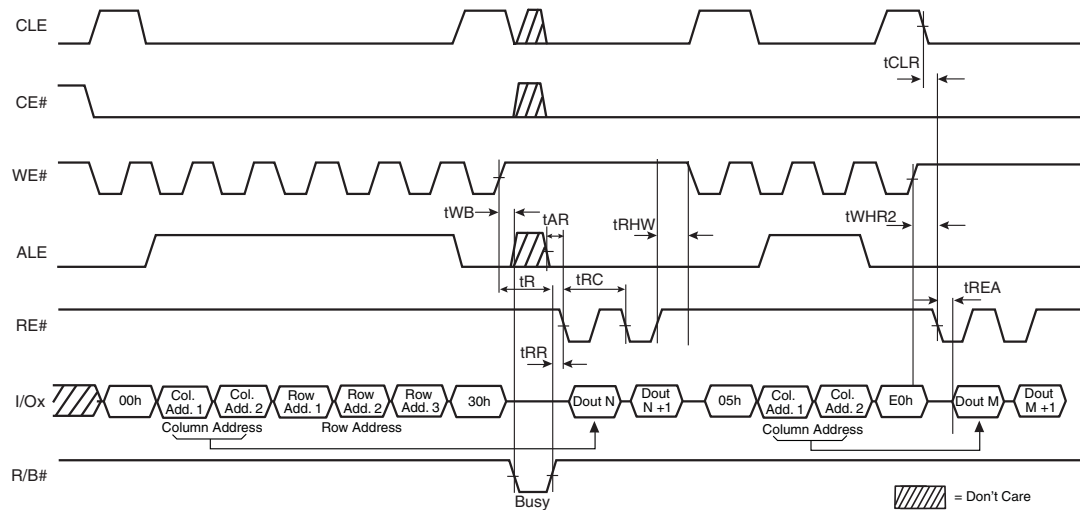 CLE
tCLR
CE#
WE#
tWB
tAR
tRHW
tWHR2
ALE
tR
tRC
tREA
RE#
tRR
I/Ox
00h
Col. Add. 1
Col. Add. 2
Row Add. 1
Row Add. 2
Row Add. 3
30h
Dout N
Dout N +1
05h
Col. Add. 1
Col. Add. 2
E0h
Dout M
Dout M +1
Column Address
Row Address
Column Address
R/B#
Busy
= Don't Care